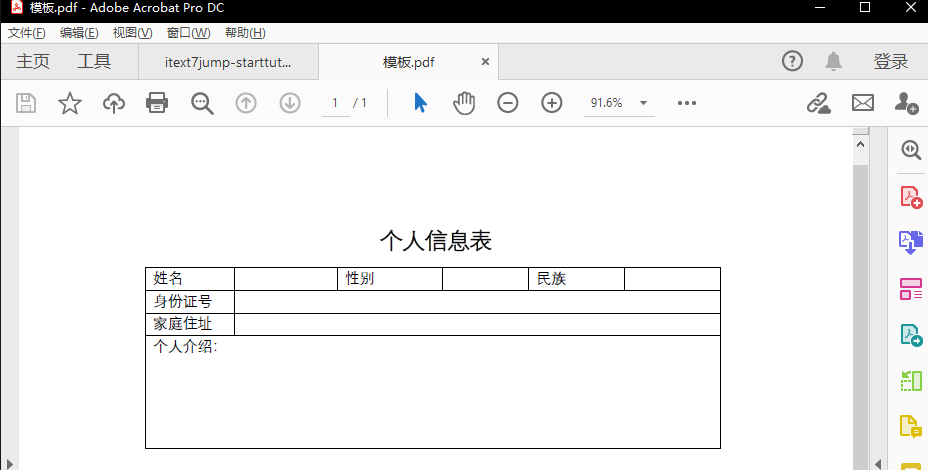 模板.pdf - Adobe Acrobat Pro DC
文件(F) 编辑(E) 视图(V) 窗口(W) 帮助(H)
主页 工具 itext7jump-starttut... 模板.pdf × ? 登录
1 / 1 91.6%
个人信息表
姓名 性别 民族
身份证号
家庭住址
个人介绍：